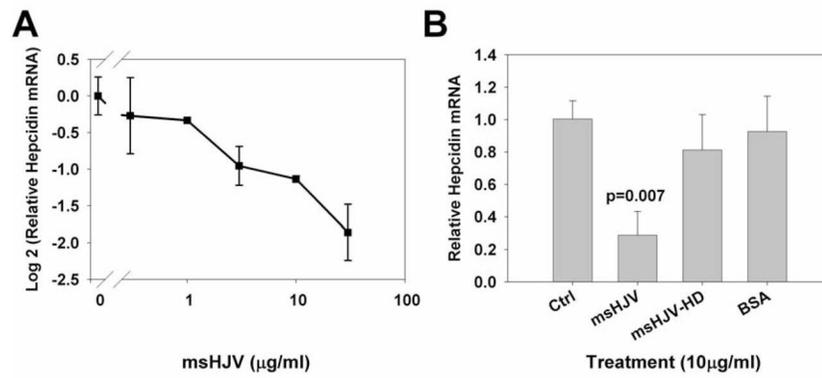 A
Log 2 (Relative Hepcidin mRNA)
0.5
0.0
-0.5
-1.0
-1.5
-2.0
-2.5
0
1
10
100
msHJV (µg/ml)
B
Relative Hepcidin mRNA
1.4
1.2
1.0
0.8
0.6
0.4
0.2
0.0
p=0.007
Ctrl
msHJV
msHJV-HD
BSA
Treatment (10µg/ml)